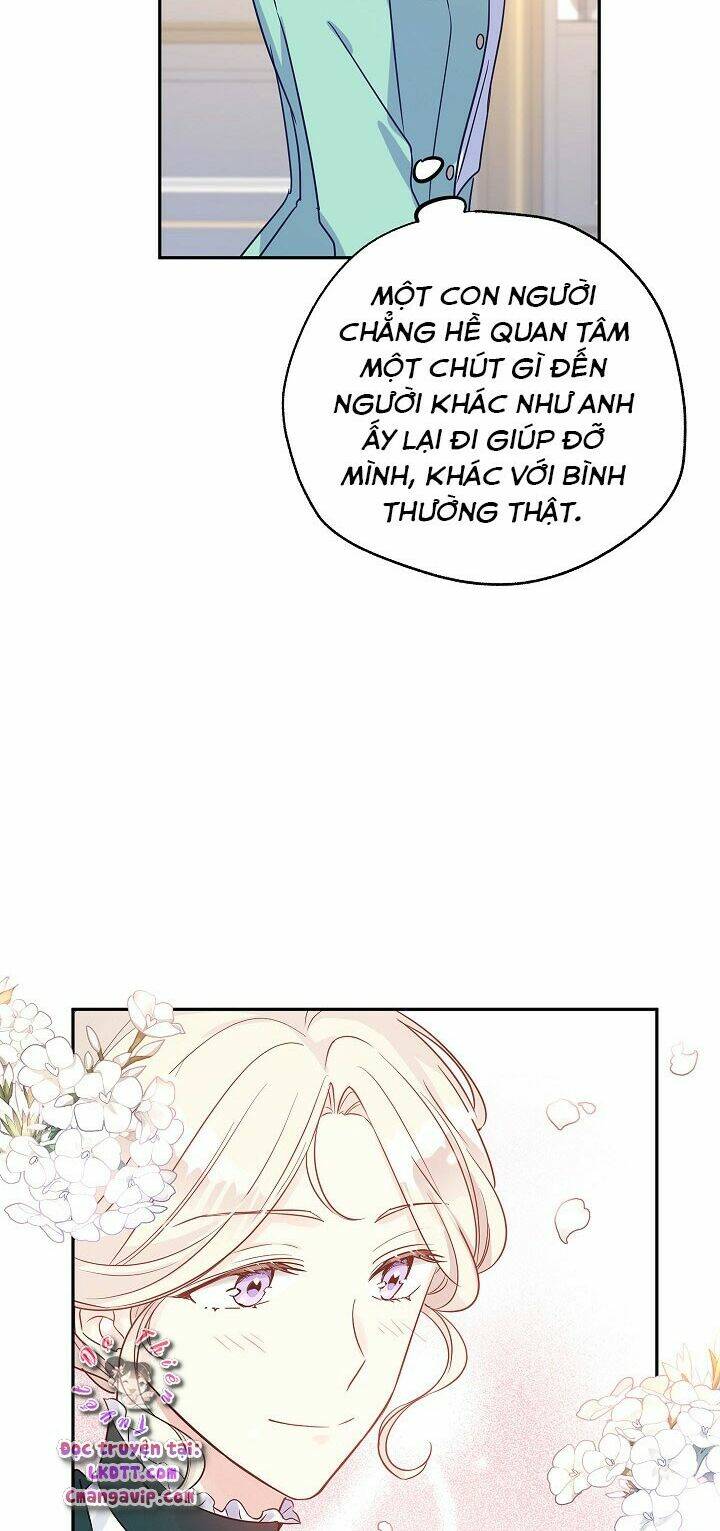 MỘT CON NGƯỜI
CHẲNG HỀ QUAN TÂM
MỘT CHÚT GÌ ĐẾN
NGƯỜI KHÁC NHƯ ANH
ẤY LẠI ĐI GIÚP ĐỠ
MÌNH, KHÁC VỚI BÌNH
THƯỜNG THẬT.
Đọc truyện tại:
LKDTT.com
Cmangavip.com